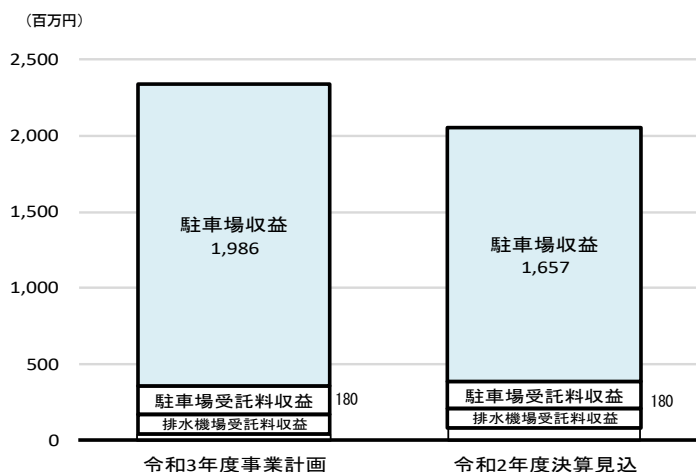 （百万円）
2,500
2,000
1,500
1,000
500
0
駐車場収益
1,986
駐車場受託料収益
180
排水機場受託料収益
駐車場収益
1,657
駐車場受託料収益
180
排水機場受託料収益
令和3年度事業計画
令和2年度決算見込